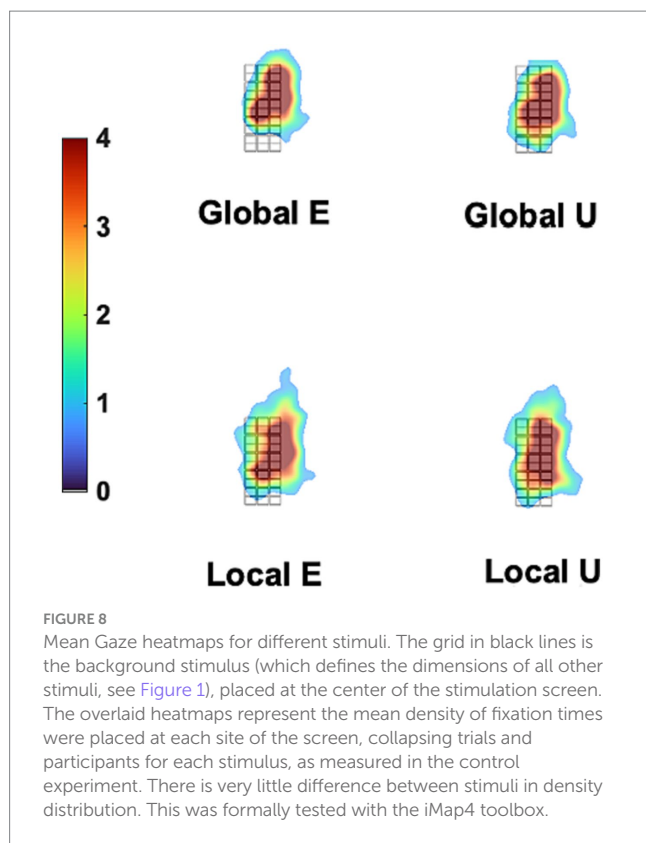 4
3
2
1
0
Global E
Global U
Local E
Local U
FIGURE 8
Mean Gaze heatmaps for different stimuli. The grid in black lines is
the background stimulus (which defines the dimensions of all other
stimuli, see Figure 1), placed at the center of the stimulation screen.
The overlaid heatmaps represent the mean density of fixation times
were placed at each site of the screen, collapsing trials and
participants for each stimulus, as measured in the control
experiment. There is very little difference between stimuli in density
distribution. This was formally tested with the iMap4 toolbox.